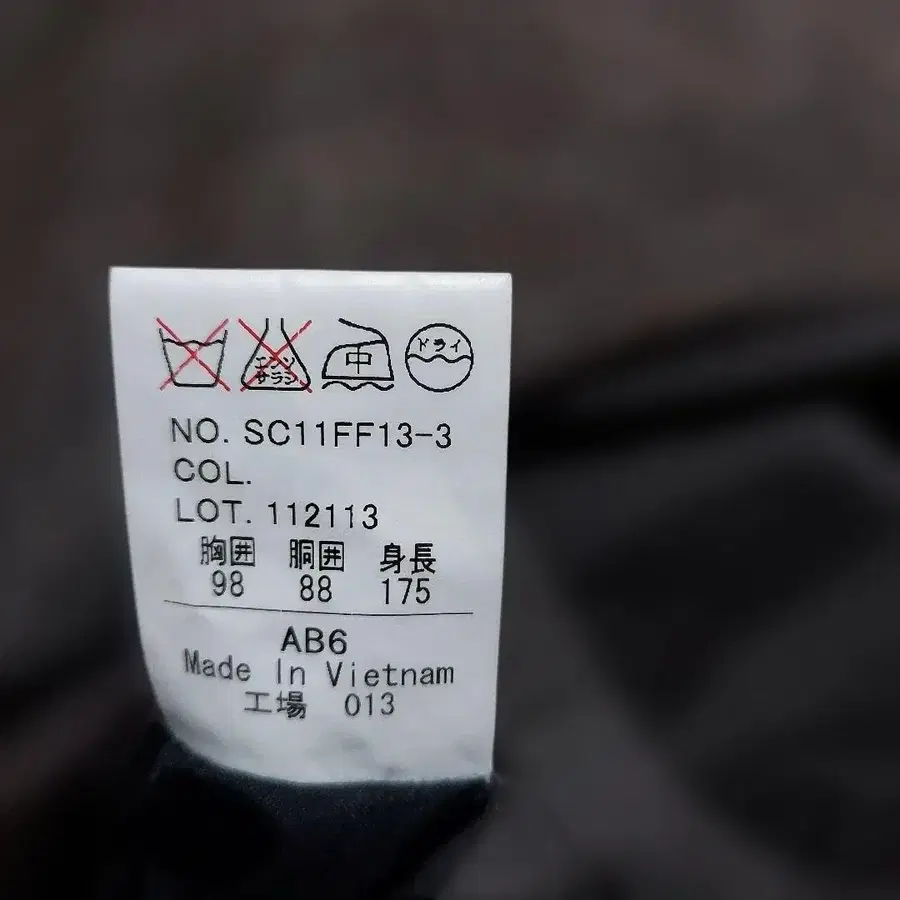 エンソ
サラシ
中
ドライ
NO. SC11FF13-3
COL.
LOT. 112113
胸囲 胴囲 身長
98 88 175
AB6
Made In Vietnam
工場 013